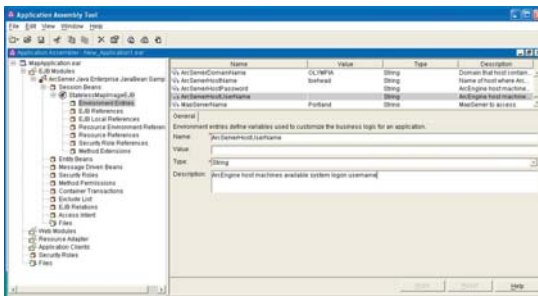 Application Assembly Tool
File Edit View Window Help
Application Assembler: New_Application1.ear
MapApplication.ear
EJB Modules
ArcServer Java Enterprise JavaBean Samp
Session Beans
StatelessMapImageEJB
Environment Entries
EJB References
EJB Local References
Resource Environment Referen
Resource References
Security Role References
Method Extensions
Entity Beans
Message Driven Beans
Security Roles
Method Permissions
Container Transactions
Exclude List
EJB Relations
Access Intent
Files
Web Modules
Resource Adapter
Application Clients
Security Roles
Files
Name Value Type Description
ArcServerDomainName OLYMPIA String Domain that host contain...
ArcServerHostName String Name of host where Arc...
ArcServerHostPassword String ArcEngine host machine...
ArcServerHostUserName String ArcEngine host machine...
MapServerName Portland String MapServer to access
General
Environment entries define variables used to customize the business logic for an application.
Name: ArcServerHostUserName
Value:
Type: *String
Description: ArcEngine host machines available system logon username
Help